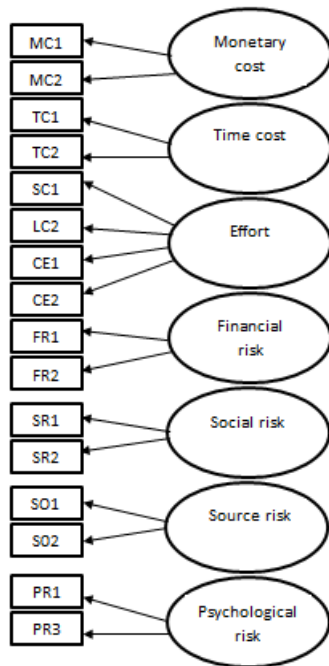 MC1
MC2
TC1
TC2
SC1
LC2
CE1
CE2
FR1
FR2
SR1
SR2
SO1
SO2
PR1
PR3
Monetary
cost
Time cost
Effort
Financial
risk
Social risk
Source risk
Psychological
risk